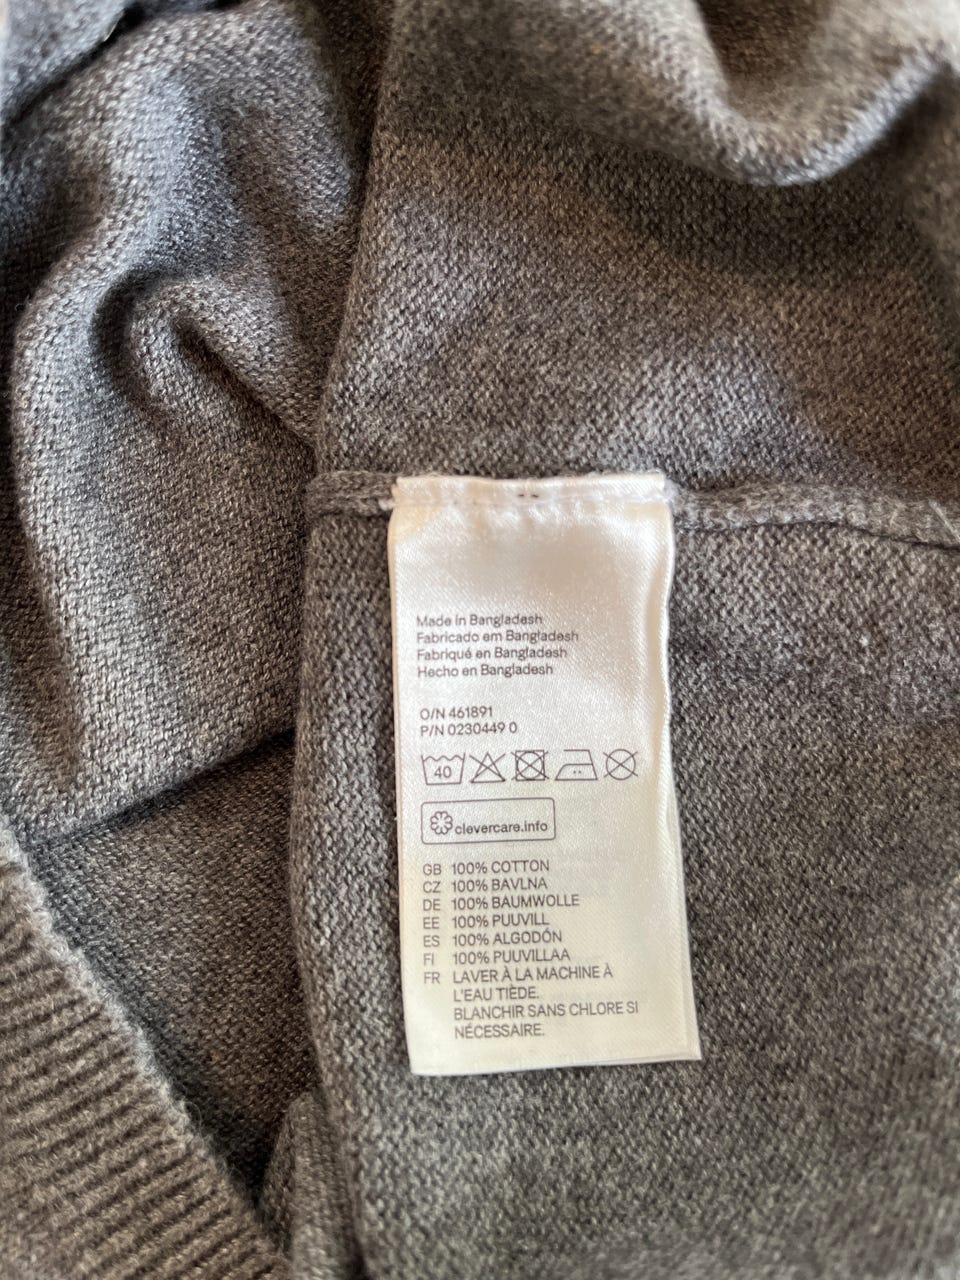 Made in Bangladesh
Fabricado em Bangladesh
Fabriqué en Bangladesh
Hecho en Bangladesh
O/N 461891
P/N 0230449 0
40
clevercare.info
GB 100% COTTON
CZ 100% BAVLNA
DE 100% BAUMWOLLE
EE 100% PUUVILL
ES 100% ALGODÓN
FI 100% PUUVILLAA
FR LAVER À LA MACHINE À
L'EAU TIÈDE.
BLANCHIR SANS CHLORE SI
NÉCESSAIRE.